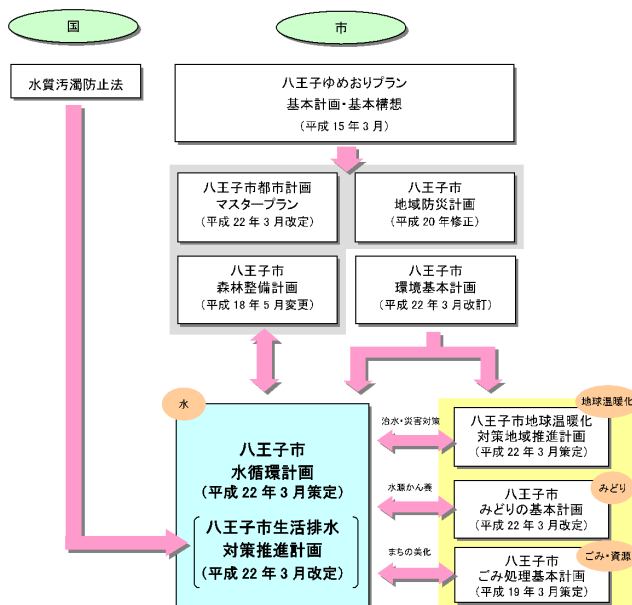 国
市
水質汚濁防止法
八王子ゆめおりプラン
基本計画・基本構想
（平成15年3月）
八王子市都市計画
マスタープラン
（平成22年3月改定）
八王子市
地域防災計画
（平成20年修正）
八王子市
森林整備計画
（平成18年5月変更）
八王子市
環境基本計画
（平成22年3月改訂）
水
八王子市
水循環計画
（平成22年3月策定）
八王子市生活排水
対策推進計画
（平成22年3月改定）
治水・災害対策
水源かん養
まちの美化
地球温暖化
八王子市地球温暖化
対策地域推進計画
（平成22年3月策定）
みどり
八王子市
みどりの基本計画
（平成22年3月改定）
ごみ・資源
八王子市
ごみ処理基本計画
（平成19年3月策定）